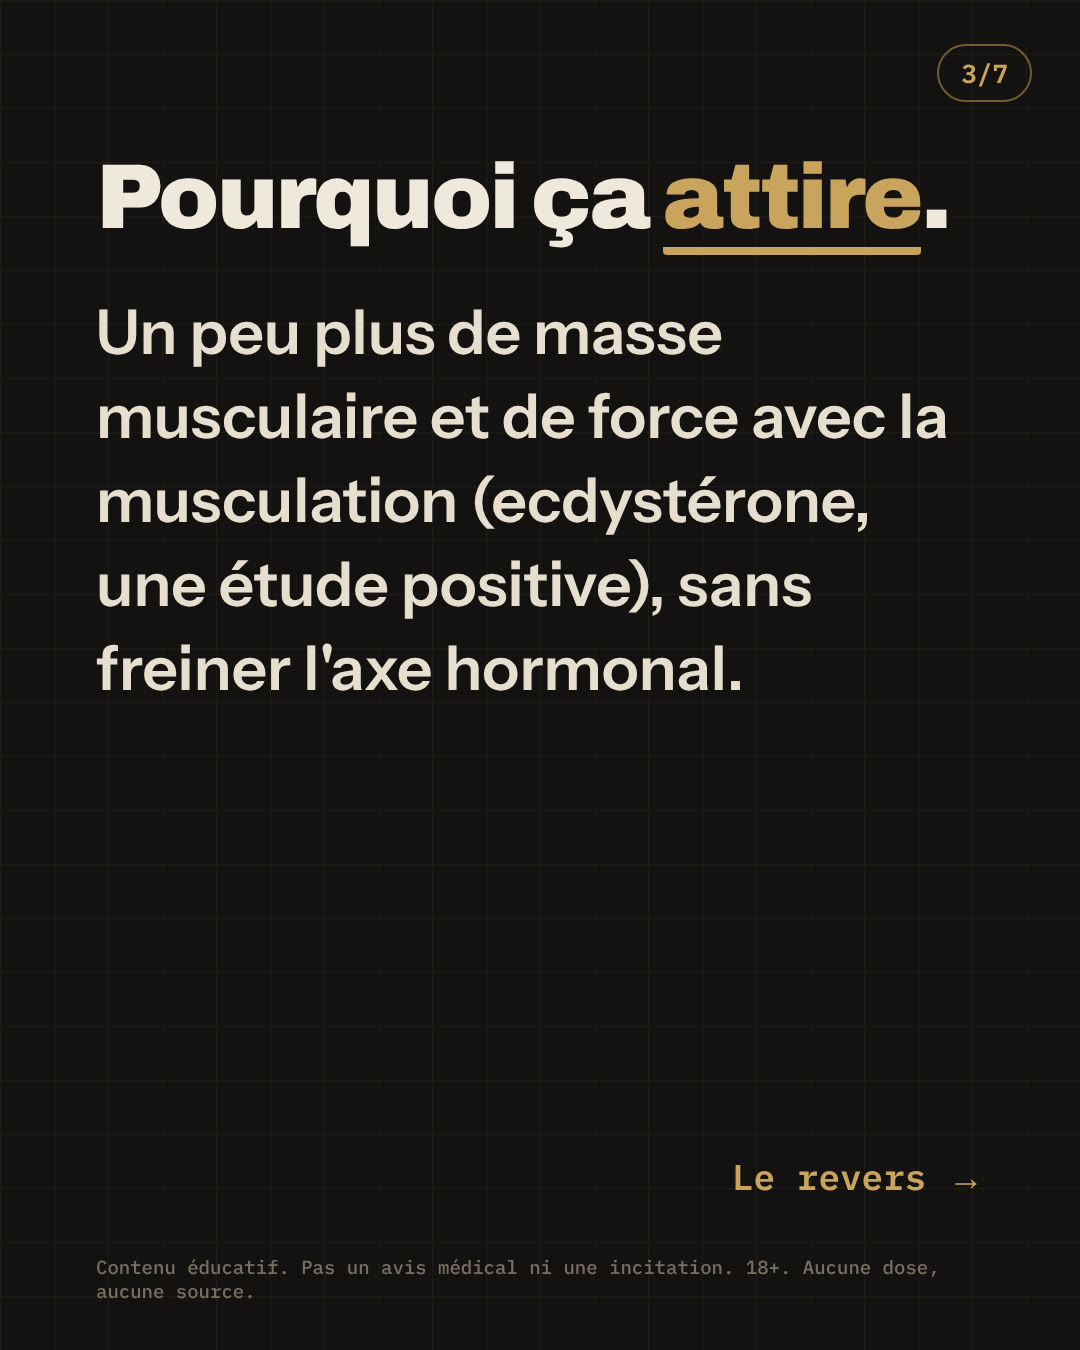 3/7
Pourquoi ça attire.
Un peu plus de masse
musculaire et de force avec la
musculation (ecdystérone,
une étude positive), sans
freiner l'axe hormonal.
Le revers →
Contenu éducatif. Pas un avis médical ni une incitation. 18+. Aucune dose,
aucune source.